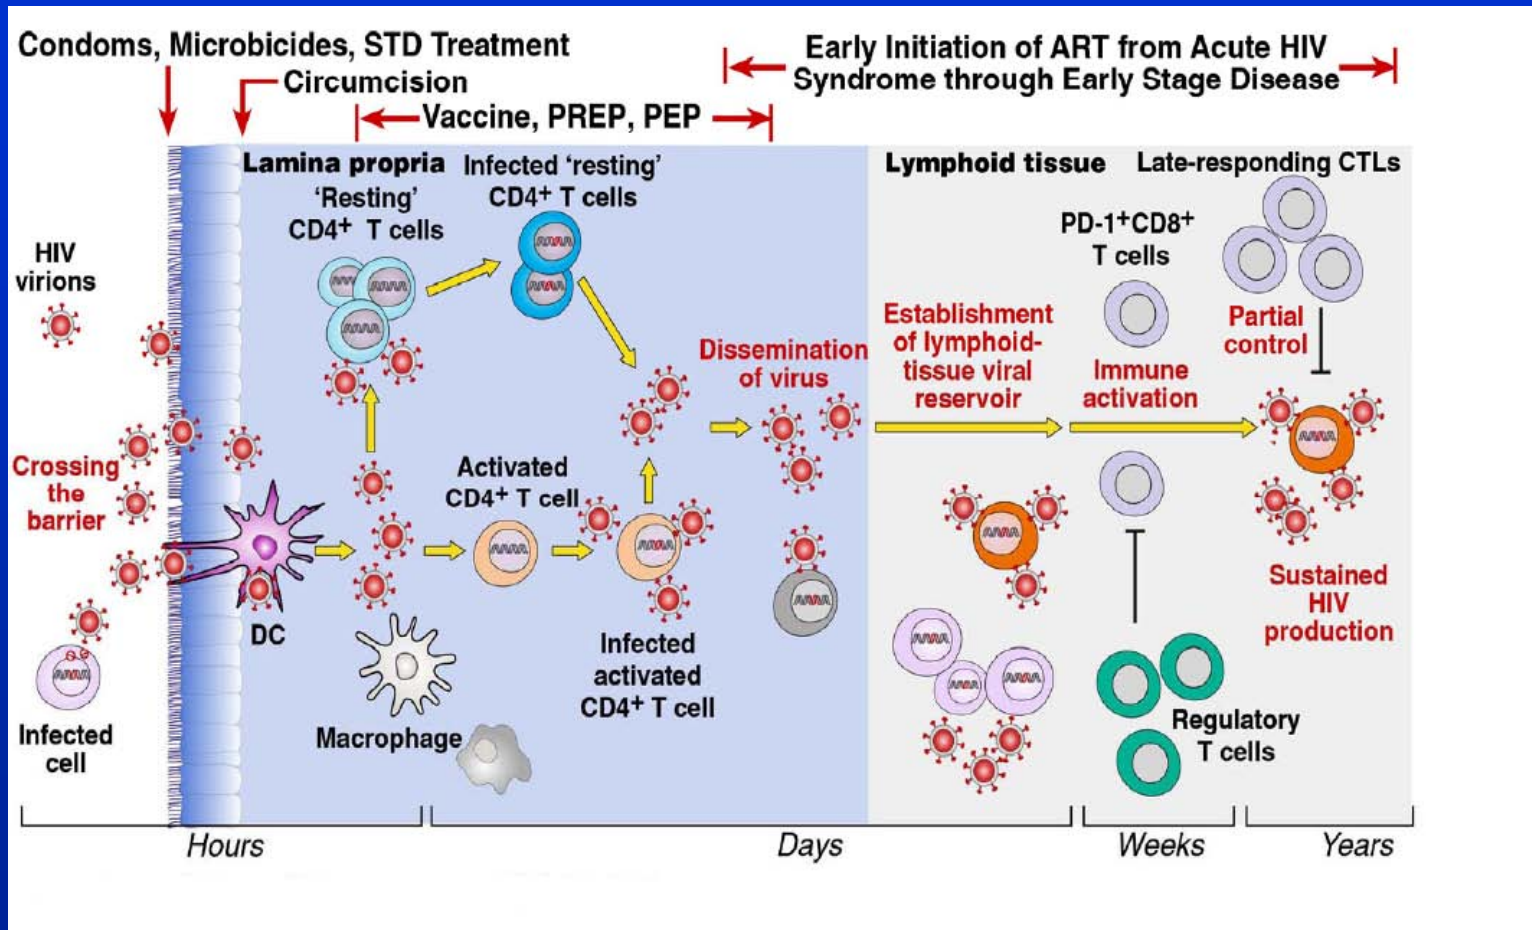 Condoms, Microbicides, STD Treatment
Circumcision
Vaccine, PREP, PEP
Early Initiation of ART from Acute HIV
Syndrome through Early Stage Disease
Lamina propria
'Resting'
CD4+ T cells
Infected 'resting'
CD4+ T cells
Lymphoid tissue
Late-responding CTLs
PD-1+CD8+
T cells
HIV
virions
Establishment
of lymphoid-
tissue viral
reservoir
Partial
control
Dissemination
of virus
Immune
activation
Crossing
the
barrier
Activated
CD4+ T cell
Sustained
HIV
production
DC
Infected
activated
CD4+ T cell
Macrophage
Regulatory
T cells
Infected
cell
Hours
Days
Weeks
Years